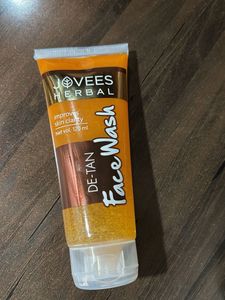 JOVEES
HERBAL
improves
skin clarity
net vol. 120 ml
DE-TAN
Face Wash